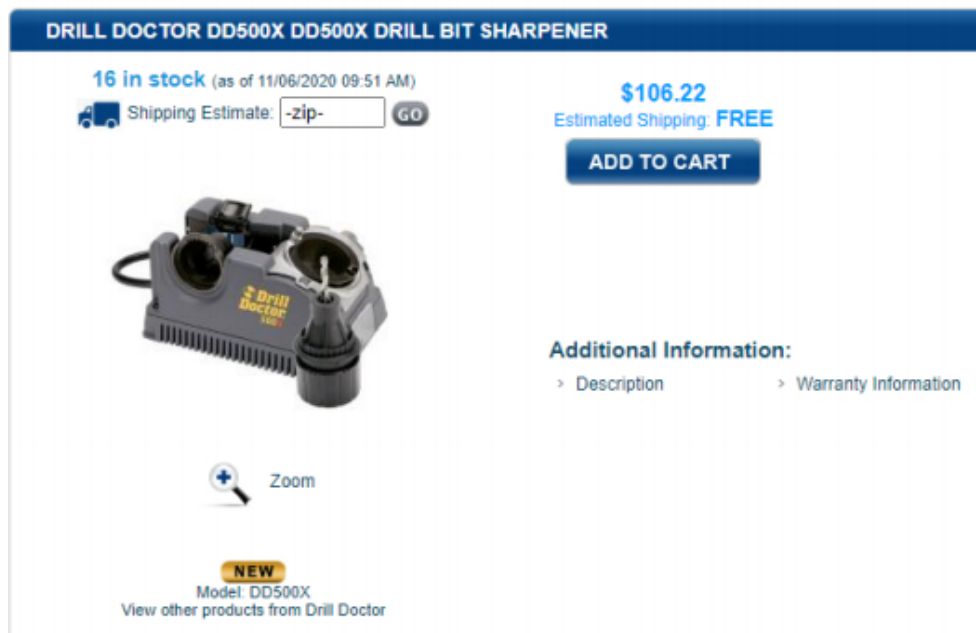 DRILL DOCTOR DD500X DD500X DRILL BIT SHARPENER
16 in stock (as of 11/06/2020 09:51 AM)
Shipping Estimate: -zip- GO
$106.22
Estimated Shipping: FREE
ADD TO CART
Drill
Doctor
Additional Information:
› Description
› Warranty Information
Zoom
NEW
Model: DD500X
View other products from Drill Doctor